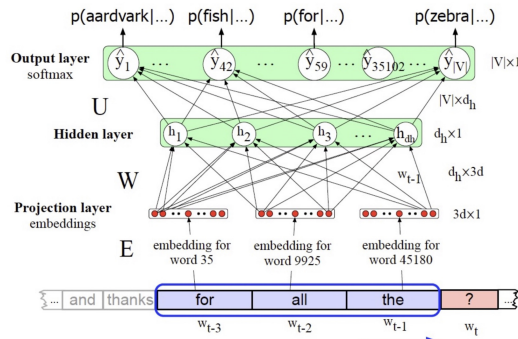 p(aardvark|...) p(fish|...) p(for|...) p(zebra|...)
Output layer
softmax
ŷ1 ... ŷ42 ... ŷ59 ... ŷ35102 ... ŷ|V| |V|×1
U |V|×dh
Hidden layer h1 h2 h3 ... hdh dh×1
W wt-1 dh×3d
Projection layer
embeddings
3d×1
E
embedding for word 35
embedding for word 9925
embedding for word 45180
... and thanks for all the ? ...
wt-3 wt-2 wt-1 wt